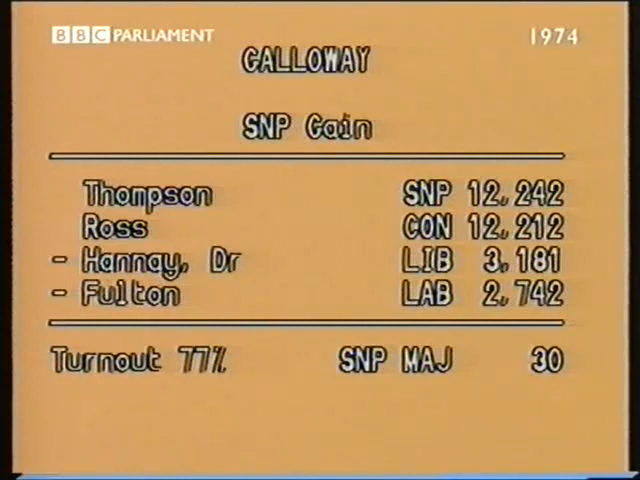 BBC PARLIAMENT 1974
GALLOWAY
SNP Gain
Thompson SNP 12,242
Ross CON 12,212
- Hannay, Dr LIB 3,181
- Fulton LAB 2,742
Turnout 77% SNP MAJ 30